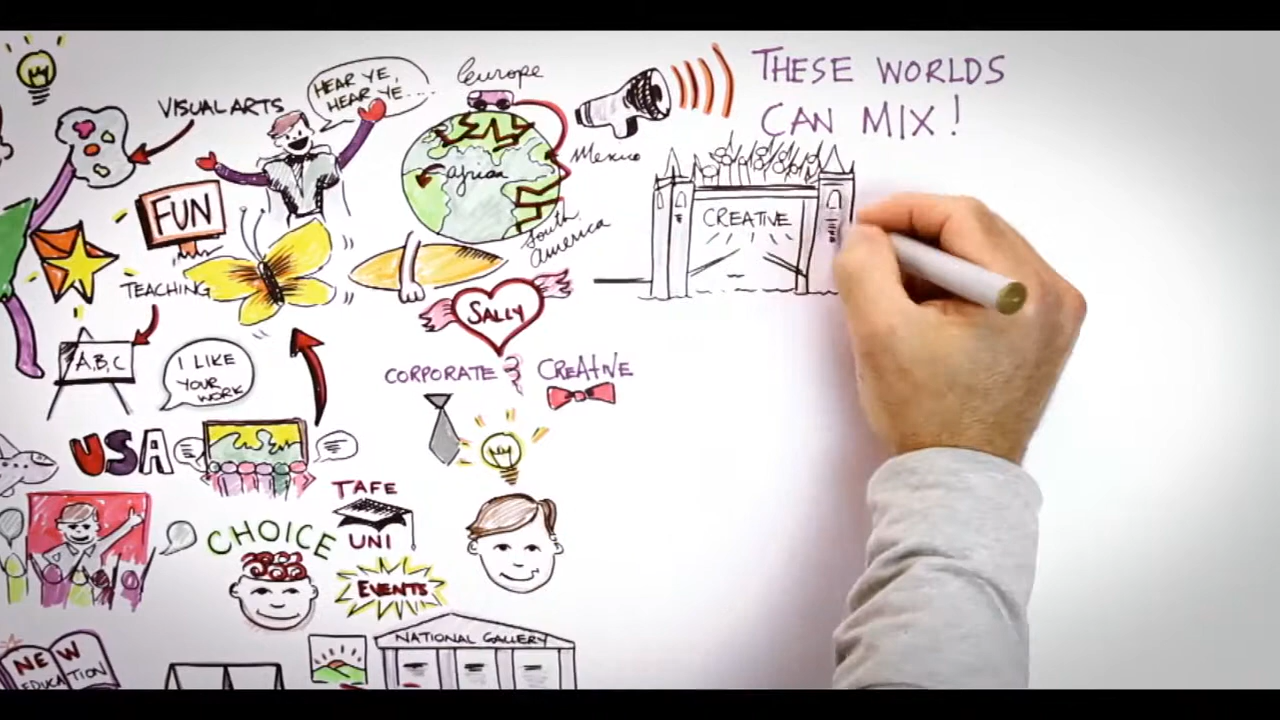 THESE WORLDS
CAN MIX!
VISUAL ARTS
HEAR YE,
HEAR YE....
europe
africa
Mexico
South
America
FUN
TEACHING
CREATIVE
SALLY
A,B,C
I LIKE
YOUR
WORK
CORPORATE & CREATIVE
USA
TAFE
UNI
CHOICE
EVENTS
NATIONAL GALLERY
NEW
EDUCATION